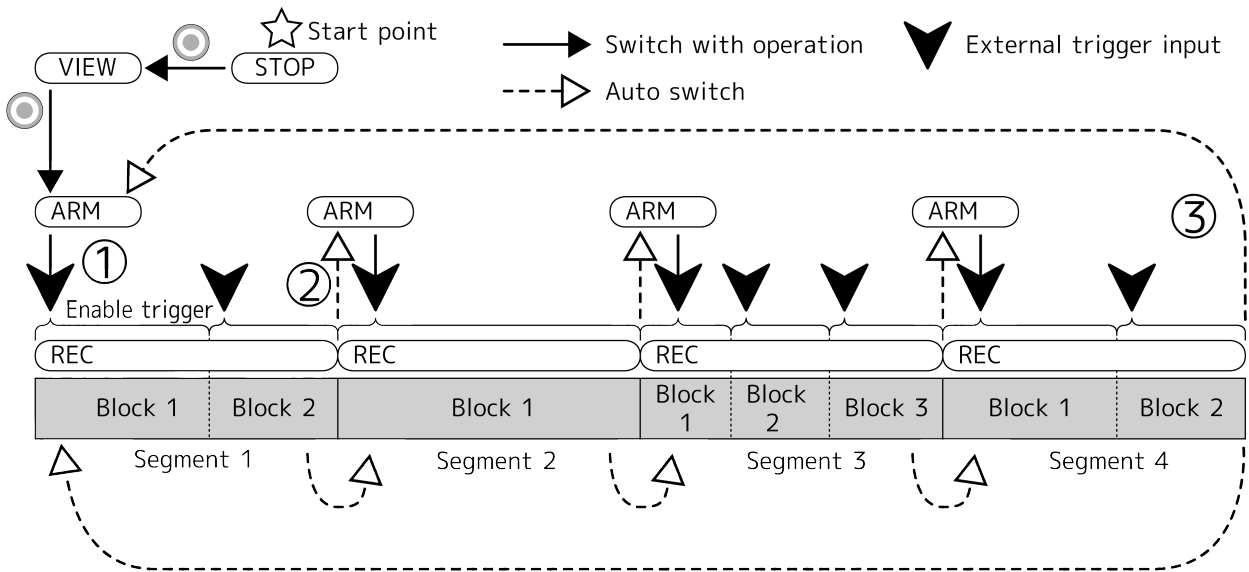 Start point
Switch with operation
External trigger input
VIEW
STOP
Auto switch
ARM
ARM
ARM
ARM
③
①
②
Enable trigger
REC
REC
REC
REC
Block 1
Block 2
Block 1
Block
1
Block
2
Block 3
Block 1
Block 2
Segment 1
Segment 2
Segment 3
Segment 4